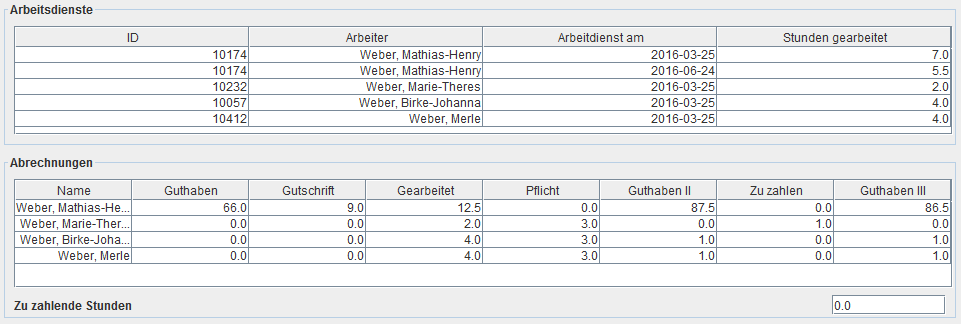 Arbeitsdienste
ID Arbeiter Arbeitdienst am Stunden gearbeitet
10174 Weber, Mathias-Henry 2016-03-25 7.0
10174 Weber, Mathias-Henry 2016-06-24 5.5
10232 Weber, Marie-Theres 2016-03-25 2.0
10057 Weber, Birke-Johanna 2016-03-25 4.0
10412 Weber, Merle 2016-03-25 4.0
Abrechnungen
Name Guthaben Gutschrift Gearbeitet Pflicht Guthaben II Zu zahlen Guthaben III
Weber, Mathias-He... 66.0 9.0 12.5 0.0 87.5 0.0 86.5
Weber, Marie-Ther... 0.0 0.0 2.0 3.0 0.0 1.0 0.0
Weber, Birke-Joha... 0.0 0.0 4.0 3.0 1.0 0.0 1.0
Weber, Merle 0.0 0.0 4.0 3.0 1.0 0.0 1.0
Zu zahlende Stunden 0.0